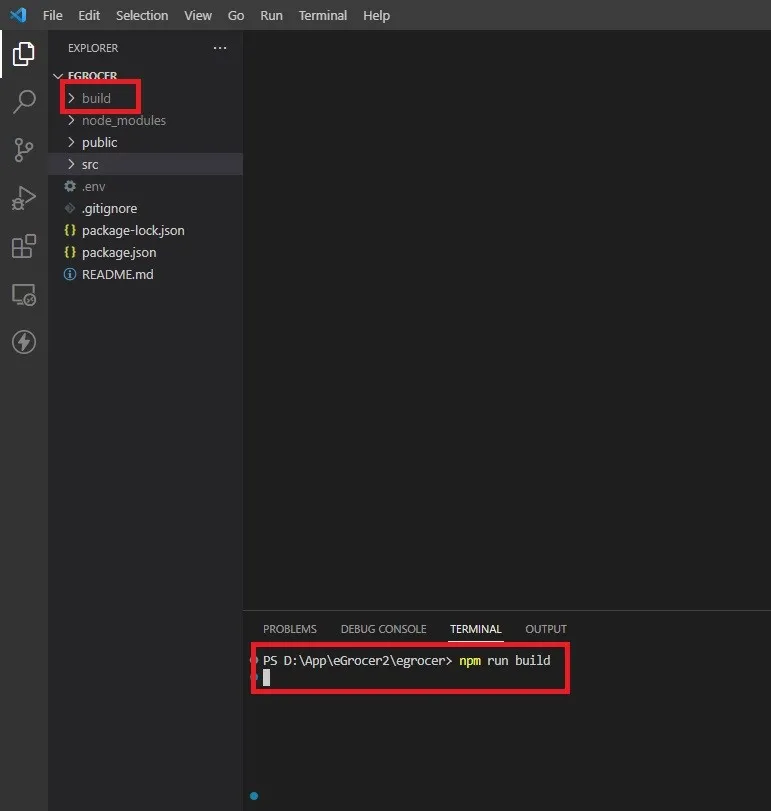 File Edit Selection View Go Run Terminal Help
EXPLORER
EGROCER
build
node_modules
public
src
.env
.gitignore
package-lock.json
package.json
README.md
PROBLEMS DEBUG CONSOLE TERMINAL OUTPUT
PS D:\App\eGrocer2\egrocer> npm run build